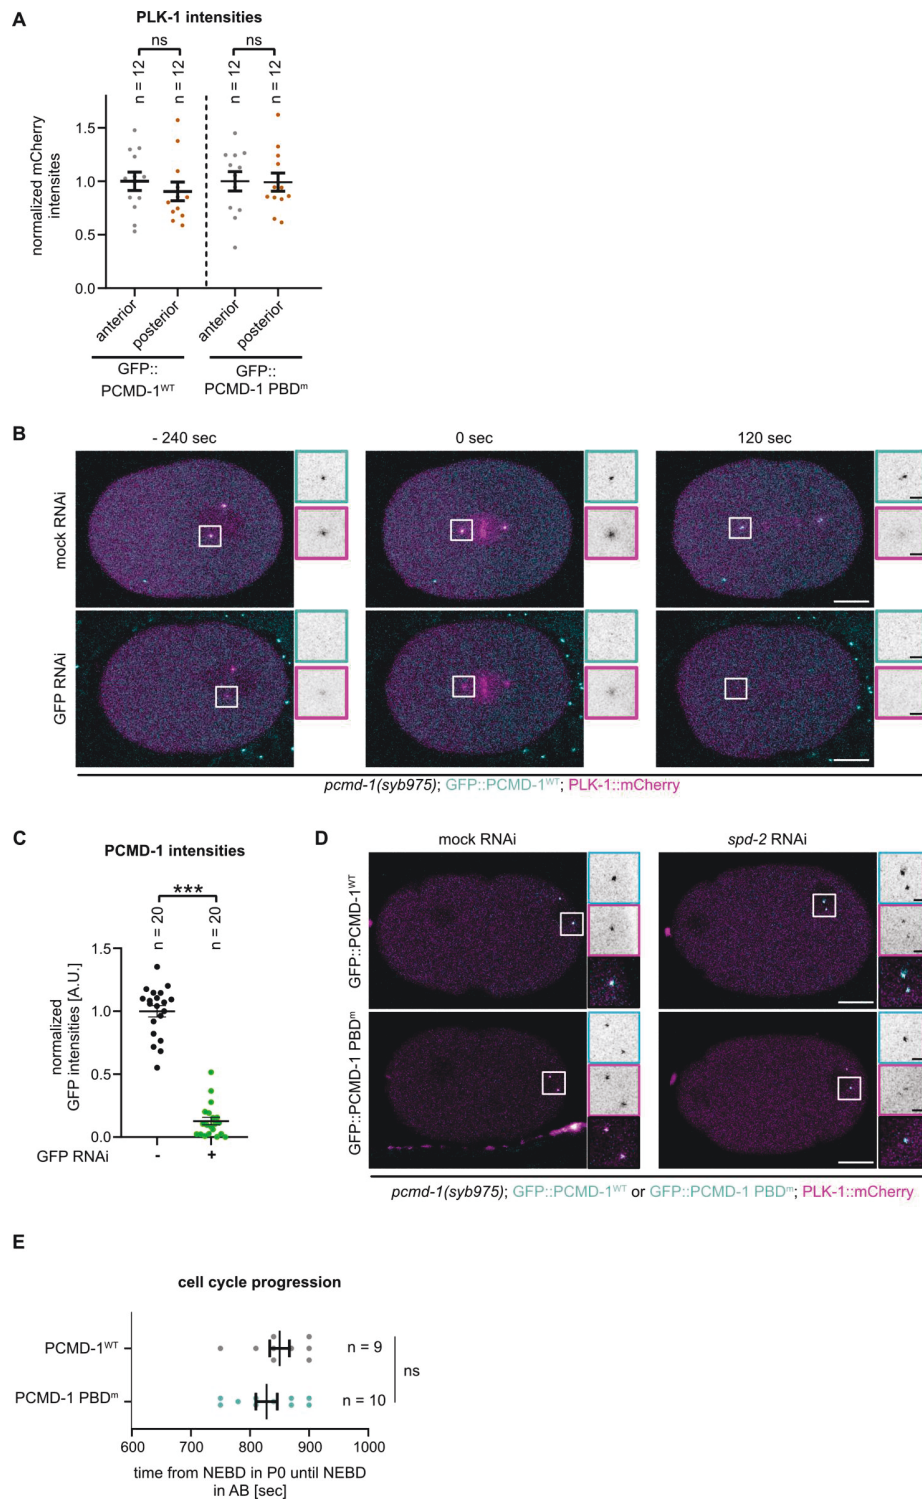 A
PLK-1 intensities
ns
ns
n = 12
n = 12
n = 12
n = 12
normalized mCherry
intensites
1.5
1.0
0.5
0.0
anterior
posterior
anterior
posterior
GFP::
PCMD-1WT
GFP::
PCMD-1 PBDm
B
- 240 sec
0 sec
120 sec
mock RNAi
GFP RNAi
pcmd-1(syb975); GFP::PCMD-1WT; PLK-1::mCherry
C
PCMD-1 intensities
***
n = 20
n = 20
normalized
GFP intensities [A.U.]
1.5
1.0
0.5
0.0
GFP RNAi
-
+
D
mock RNAi
spd-2 RNAi
GFP::PCMD-1WT
GFP::PCMD-1 PBDm
pcmd-1(syb975); GFP::PCMD-1WT or GFP::PCMD-1 PBDm; PLK-1::mCherry
E
cell cycle progression
PCMD-1WT
n = 9
ns
PCMD-1 PBDm
n = 10
600
700
800
900
1000
time from NEBD in P0 until NEBD
in AB [sec]